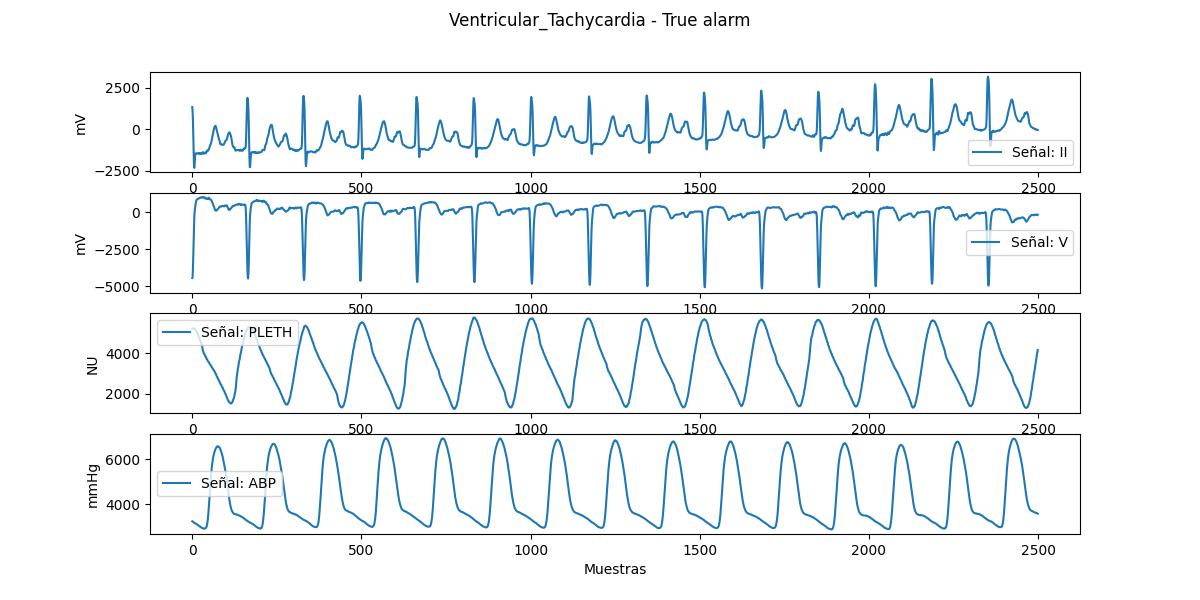 Ventricular_Tachycardia - True alarm
2500
0
−2500
mV
Señal: II
0 500 1000 1500 2000 2500
0
−2500
−5000
mV
Señal: V
0 500 1000 1500 2000 2500
4000
2000
NU
Señal: PLETH
0 500 1000 1500 2000 2500
6000
4000
mmHg
Señal: ABP
0 500 1000 1500 2000 2500
Muestras